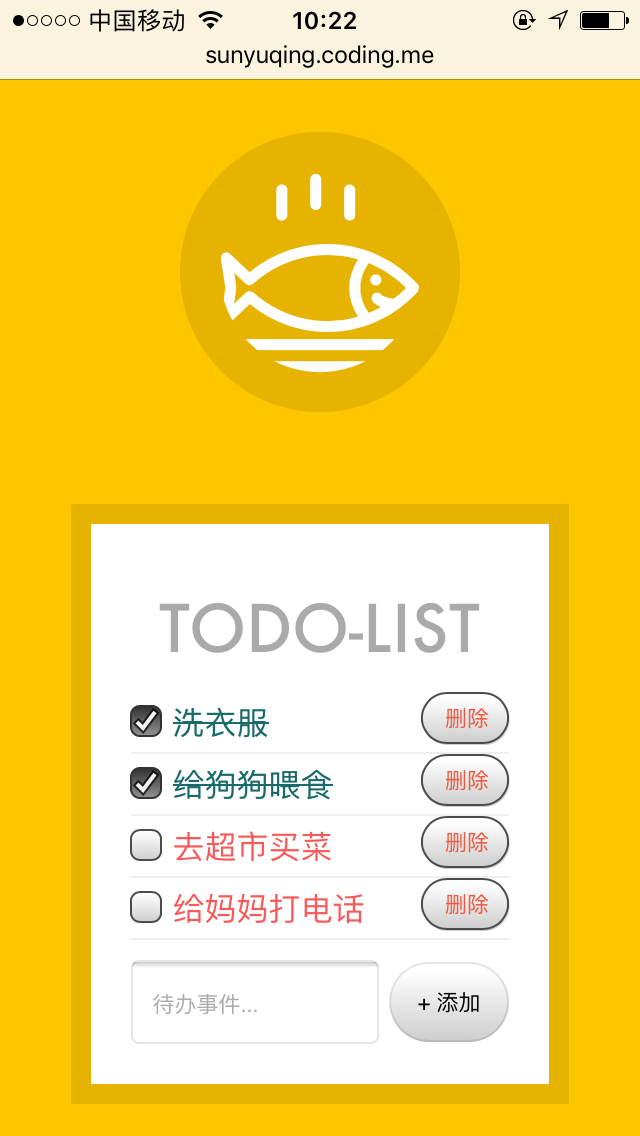 中国移动 10:22
sunyuqing.coding.me
TODO-LIST
洗衣服 删除
给狗狗喂食 删除
去超市买菜 删除
给妈妈打电话 删除
待办事件... + 添加